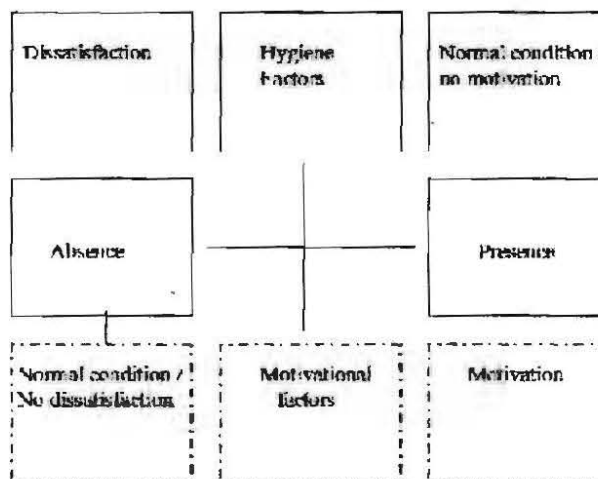 Dissatisfaction
Hygiene
Factors
Normal condition
no motivation
Absence
Presence
Normal condition /
No dissatisfaction
Motivational
factors
Motivation